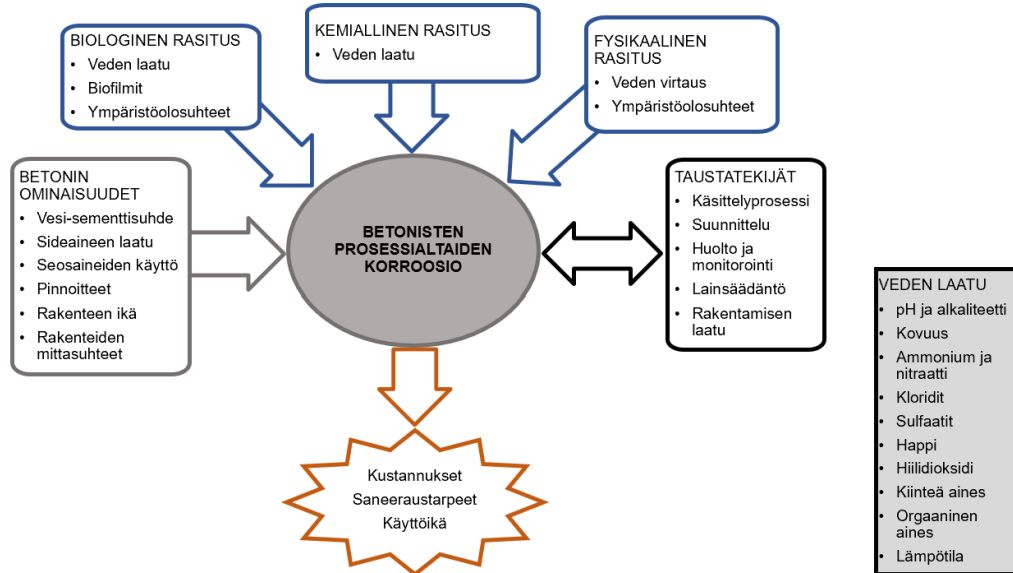 BIOLOGINEN RASITUS
• Veden laatu
• Biofilmit
• Ympäristöolosuhteet
KEMIALLINEN RASITUS
• Veden laatu
FYSIKAALINEN
RASITUS
• Veden virtaus
• Ympäristöolosuhteet
BETONIN
OMINAISUUDET
• Vesi-sementtisuhde
• Sideaineen laatu
• Seosaineiden käyttö
• Pinnoitteet
• Rakenteen ikä
• Rakenteiden
mittasuhteet
BETONISTEN
PROSESSIALTAIDEN
KORROOSIO
TAUSTATEKIJÄT
• Käsittelyprosessi
• Suunnittelu
• Huolto ja
monitorointi
• Lainsäädäntö
• Rakentamisen
laatu
Kustannukset
Saneeraustarpeet
Käyttöikä
VEDEN LAATU
• pH ja alkaliteetti
• Kovuus
• Ammonium ja
nitraatti
• Kloridit
• Sulfaatit
• Happi
• Hiilidioksidi
• Kiinteä aines
• Orgaaninen
aines
• Lämpötila